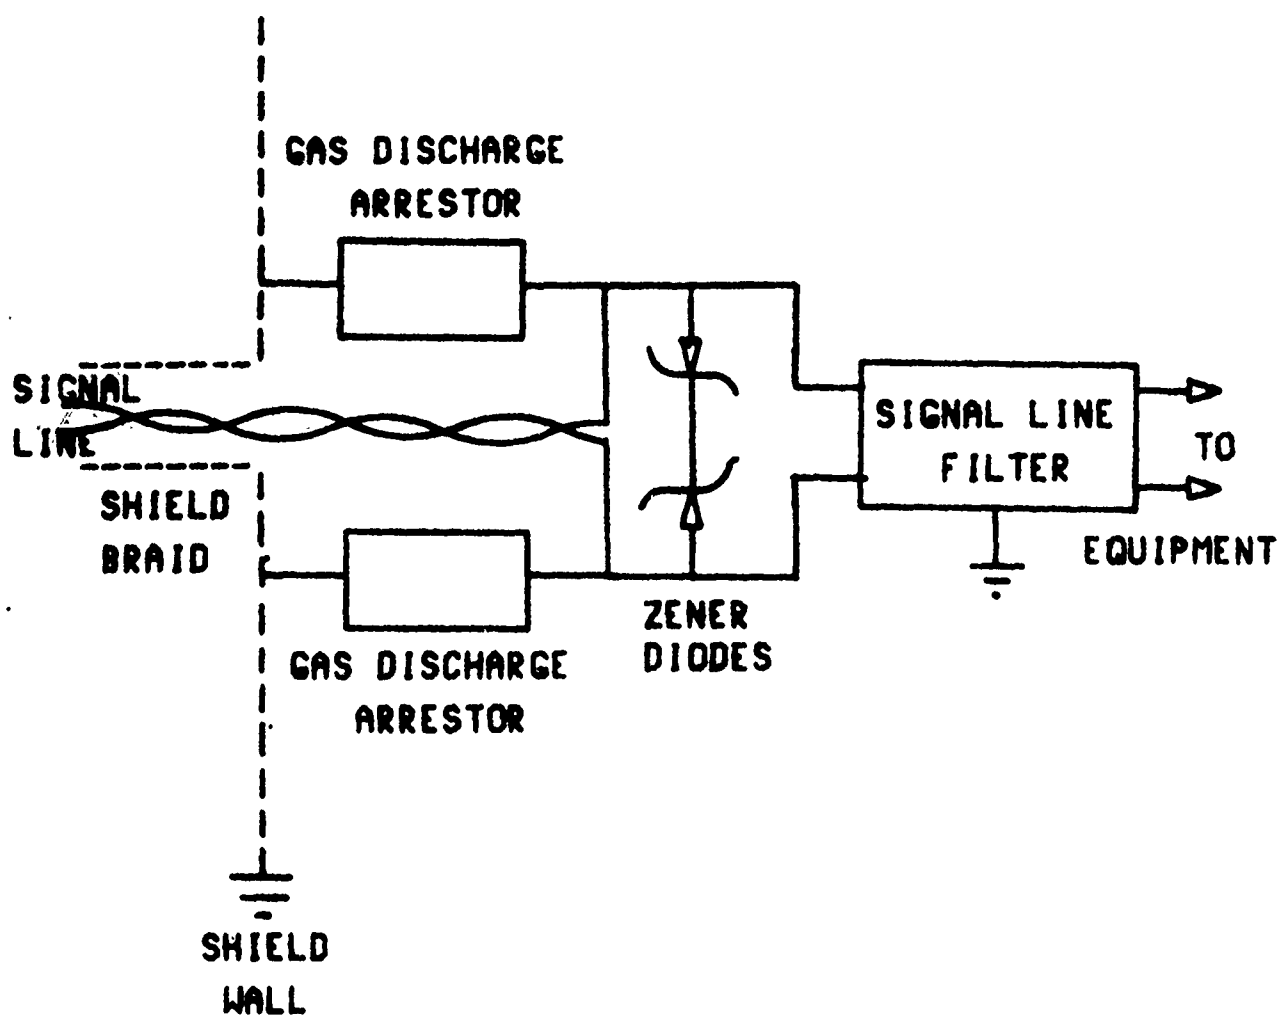 GAS DISCHARGE
ARRESTOR
SIGNAL
LINE
SHIELD
BRAID
SIGNAL LINE
FILTER
TO
EQUIPMENT
ZENER
DIODES
GAS DISCHARGE
ARRESTOR
SHIELD
WALL